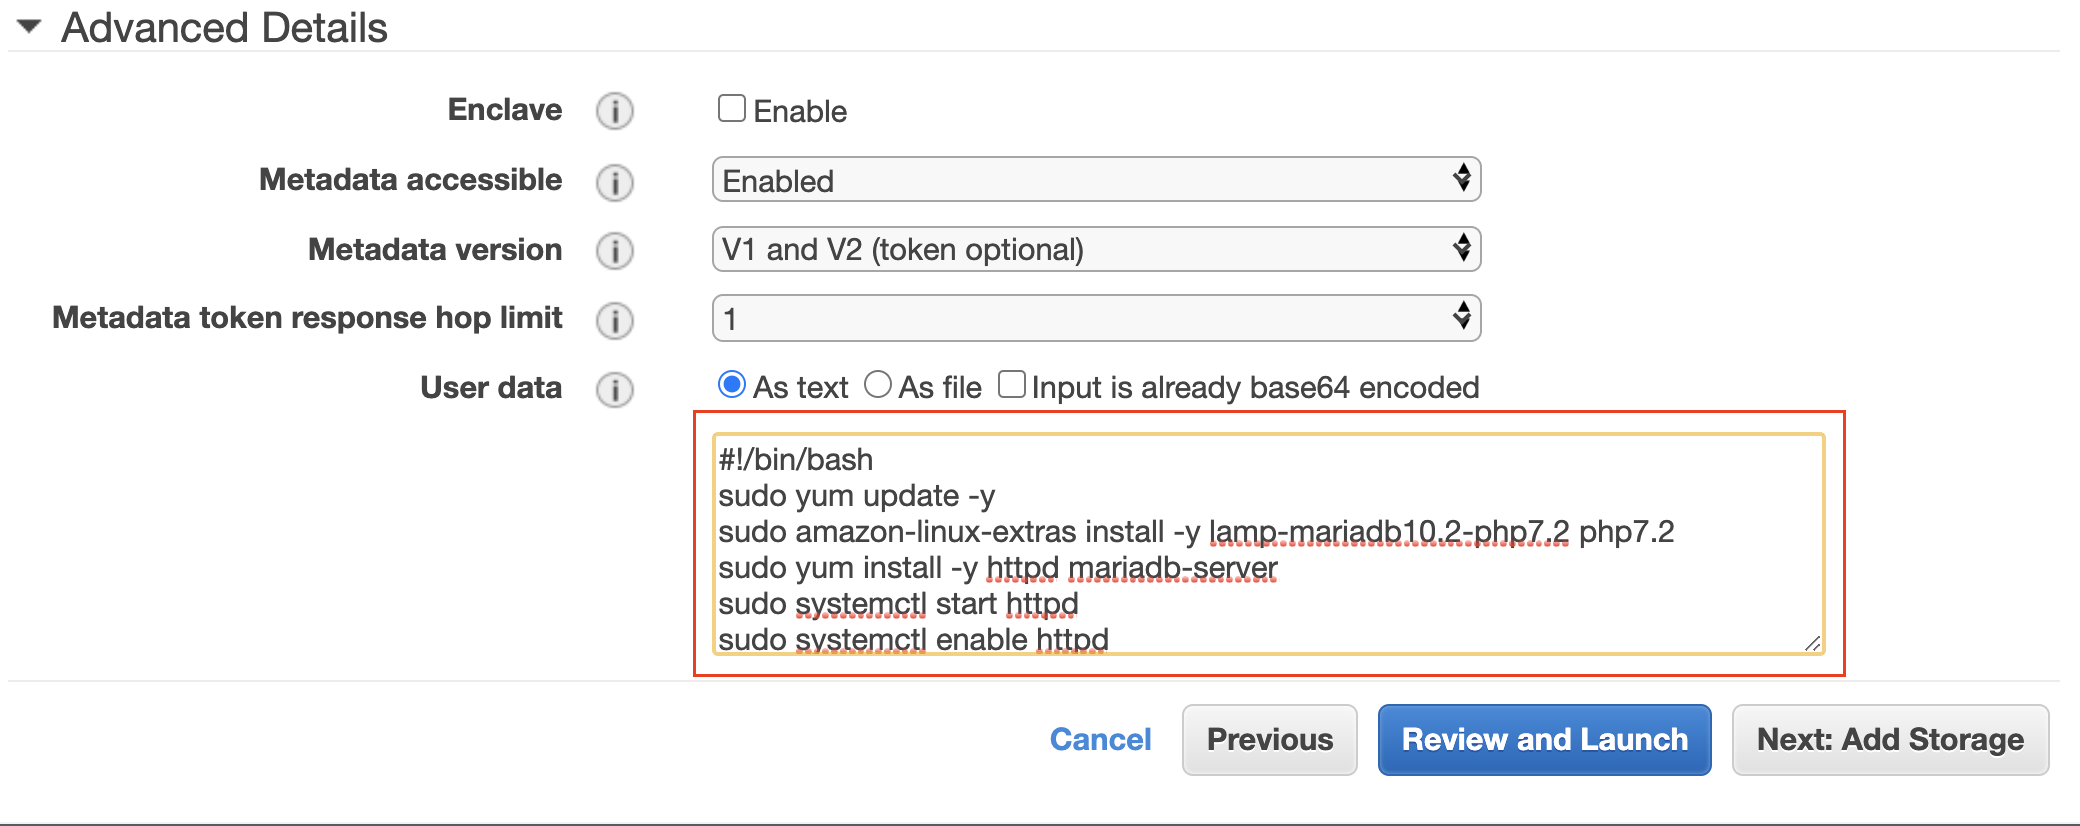 Advanced Details
Enclave i Enable
Metadata accessible i Enabled
Metadata version i V1 and V2 (token optional)
Metadata token response hop limit i 1
User data i As text As file Input is already base64 encoded
#!/bin/bash
sudo yum update -y
sudo amazon-linux-extras install -y lamp-mariadb10.2-php7.2 php7.2
sudo yum install -y httpd mariadb-server
sudo systemctl start httpd
sudo systemctl enable httpd
Cancel Previous Review and Launch Next: Add Storage